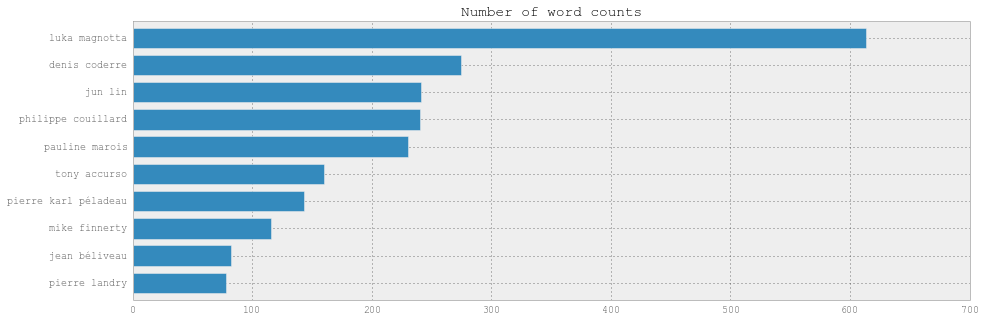 Number of word counts
luka magnotta
denis coderre
jun lin
philippe couillard
pauline marois
tony accurso
pierre karl péladeau
mike finnerty
jean béliveau
pierre landry
0 100 200 300 400 500 600 700